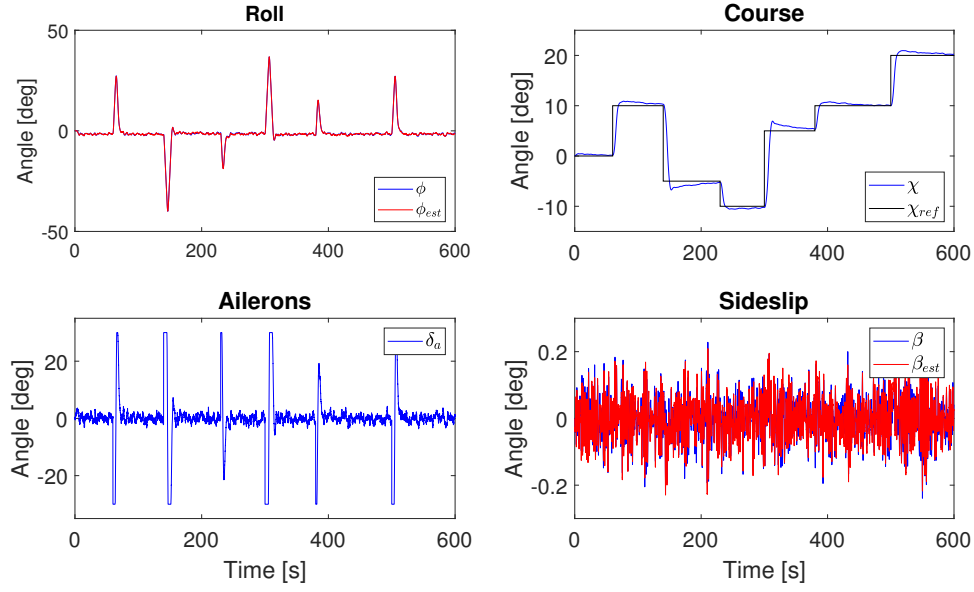 Roll
Angle [deg]
50
0
-50
0
200
400
600
ϕ
ϕ_est
Course
Angle [deg]
20
10
0
-10
0
200
400
600
χ
χ_ref
Ailerons
Angle [deg]
20
0
-20
0
200
400
600
Time [s]
δ_a
Sideslip
Angle [deg]
0.2
0
-0.2
0
200
400
600
Time [s]
β
β_est